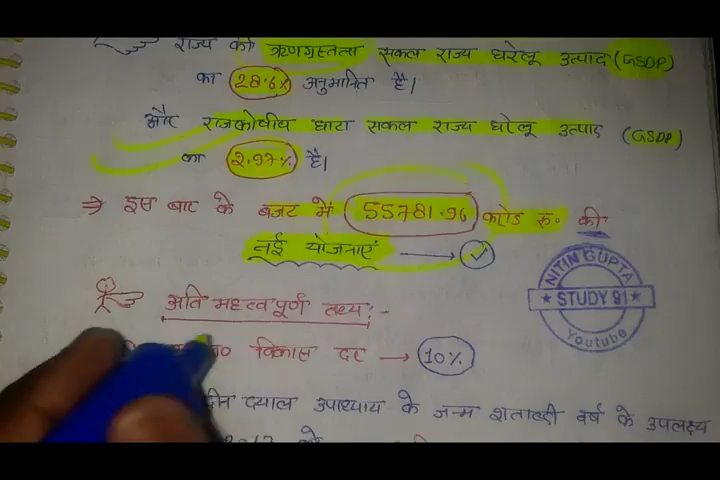 राज्य की ऋणग्रस्तता सकल राज्य घरेलू उत्पाद (GSDP)
का 28.6% अनुमानित है।
और राजकोषीय घाटा सकल राज्य घरेलू उत्पाद (GSDP)
का 2.97% है।
⇒ इस बार के बजट में 55781.96 करोड़ रु० की
नई योजनाएं → ✓
अति महत्वपूर्ण तथ्य:-
विकास दर → 10%
दीन दयाल उपाध्याय के जन्म शताब्दी वर्ष के उपलक्ष्य
NITIN GUPTA
★ STUDY 91 ★
Youtube